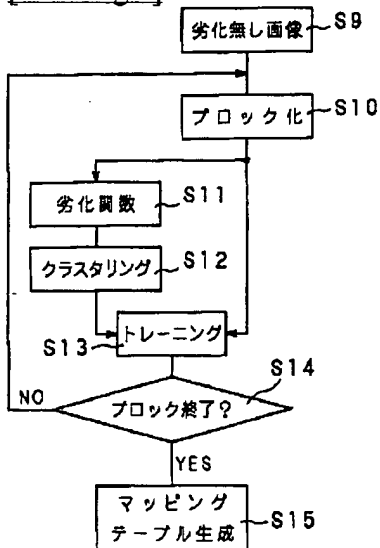 劣化無し画像
S9
ブロック化
S10
劣化関数
S11
クラスタリング
S12
トレーニング
S13
S14
ブロック終了?
NO
YES
マッピング
テーブル生成
S15